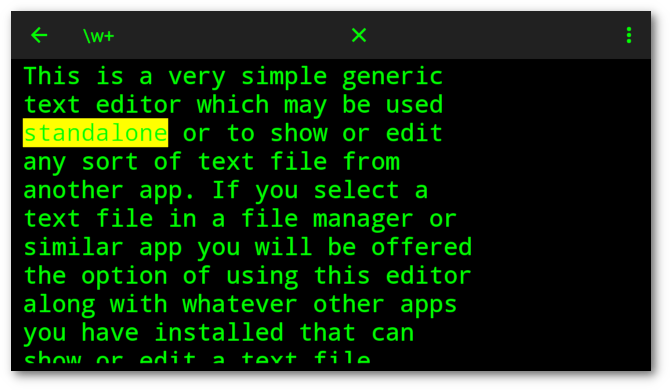 \w+
This is a very simple generic
text editor which may be used
standalone or to show or edit
any sort of text file from
another app. If you select a
text file in a file manager or
similar app you will be offered
the option of using this editor
along with whatever other apps
you have installed that can
show or edit a text file